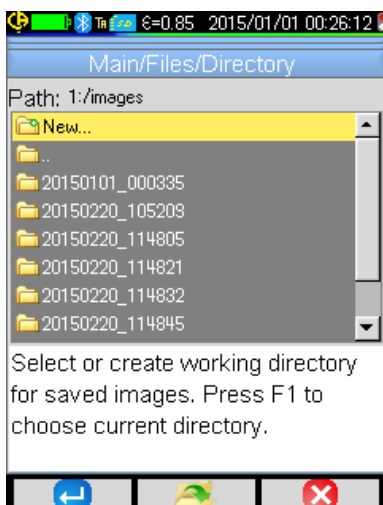 ε=0.85 2015/01/01 00:26:12
Main/Files/Directory
Path: 1:/images
New...
..
20150101_000335
20150220_105203
20150220_114805
20150220_114821
20150220_114832
20150220_114845
Select or create working directory
for saved images. Press F1 to
choose current directory.